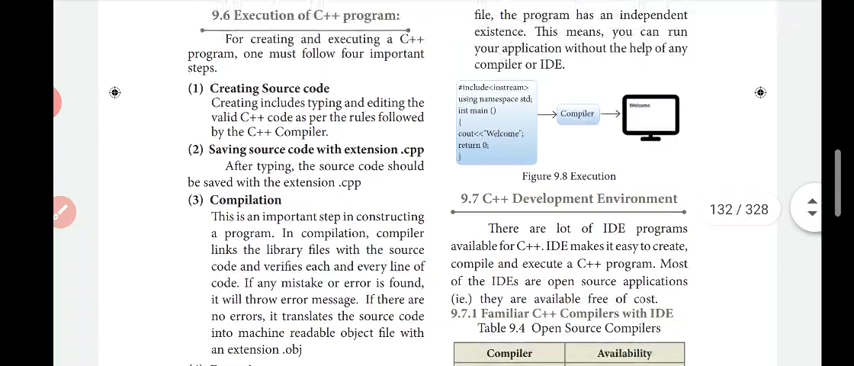 9.6 Execution of C++ program:
For creating and executing a C++
program, one must follow four important
steps.
(1) Creating Source code
Creating includes typing and editing the
valid C++ code as per the rules followed
by the C++ Compiler.
(2) Saving source code with extension .cpp
After typing, the source code should
be saved with the extension .cpp
(3) Compilation
This is an important step in constructing
a program. In compilation, compiler
links the library files with the source
code and verifies each and every line of
code. If any mistake or error is found,
it will throw error message. If there are
no errors, it translates the source code
into machine readable object file with
an extension .obj
file, the program has an independent
existence. This means, you can run
your application without the help of any
compiler or IDE.
#include<iostream>
using namespace std;
int main ()
{
cout<<"Welcome";
return 0;
}
Compiler
Welcome
Figure 9.8 Execution
9.7 C++ Development Environment
There are lot of IDE programs
available for C++. IDE makes it easy to create,
compile and execute a C++ program. Most
of the IDEs are open source applications
(ie.) they are available free of cost.
9.7.1 Familiar C++ Compilers with IDE
Table 9.4 Open Source Compilers
Compiler Availability
132 / 328